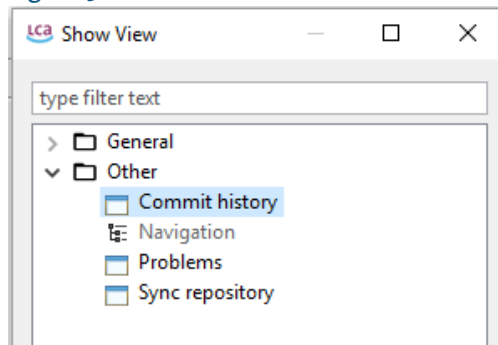 LCA Show View
type filter text
General
Other
Commit history
Navigation
Problems
Sync repository